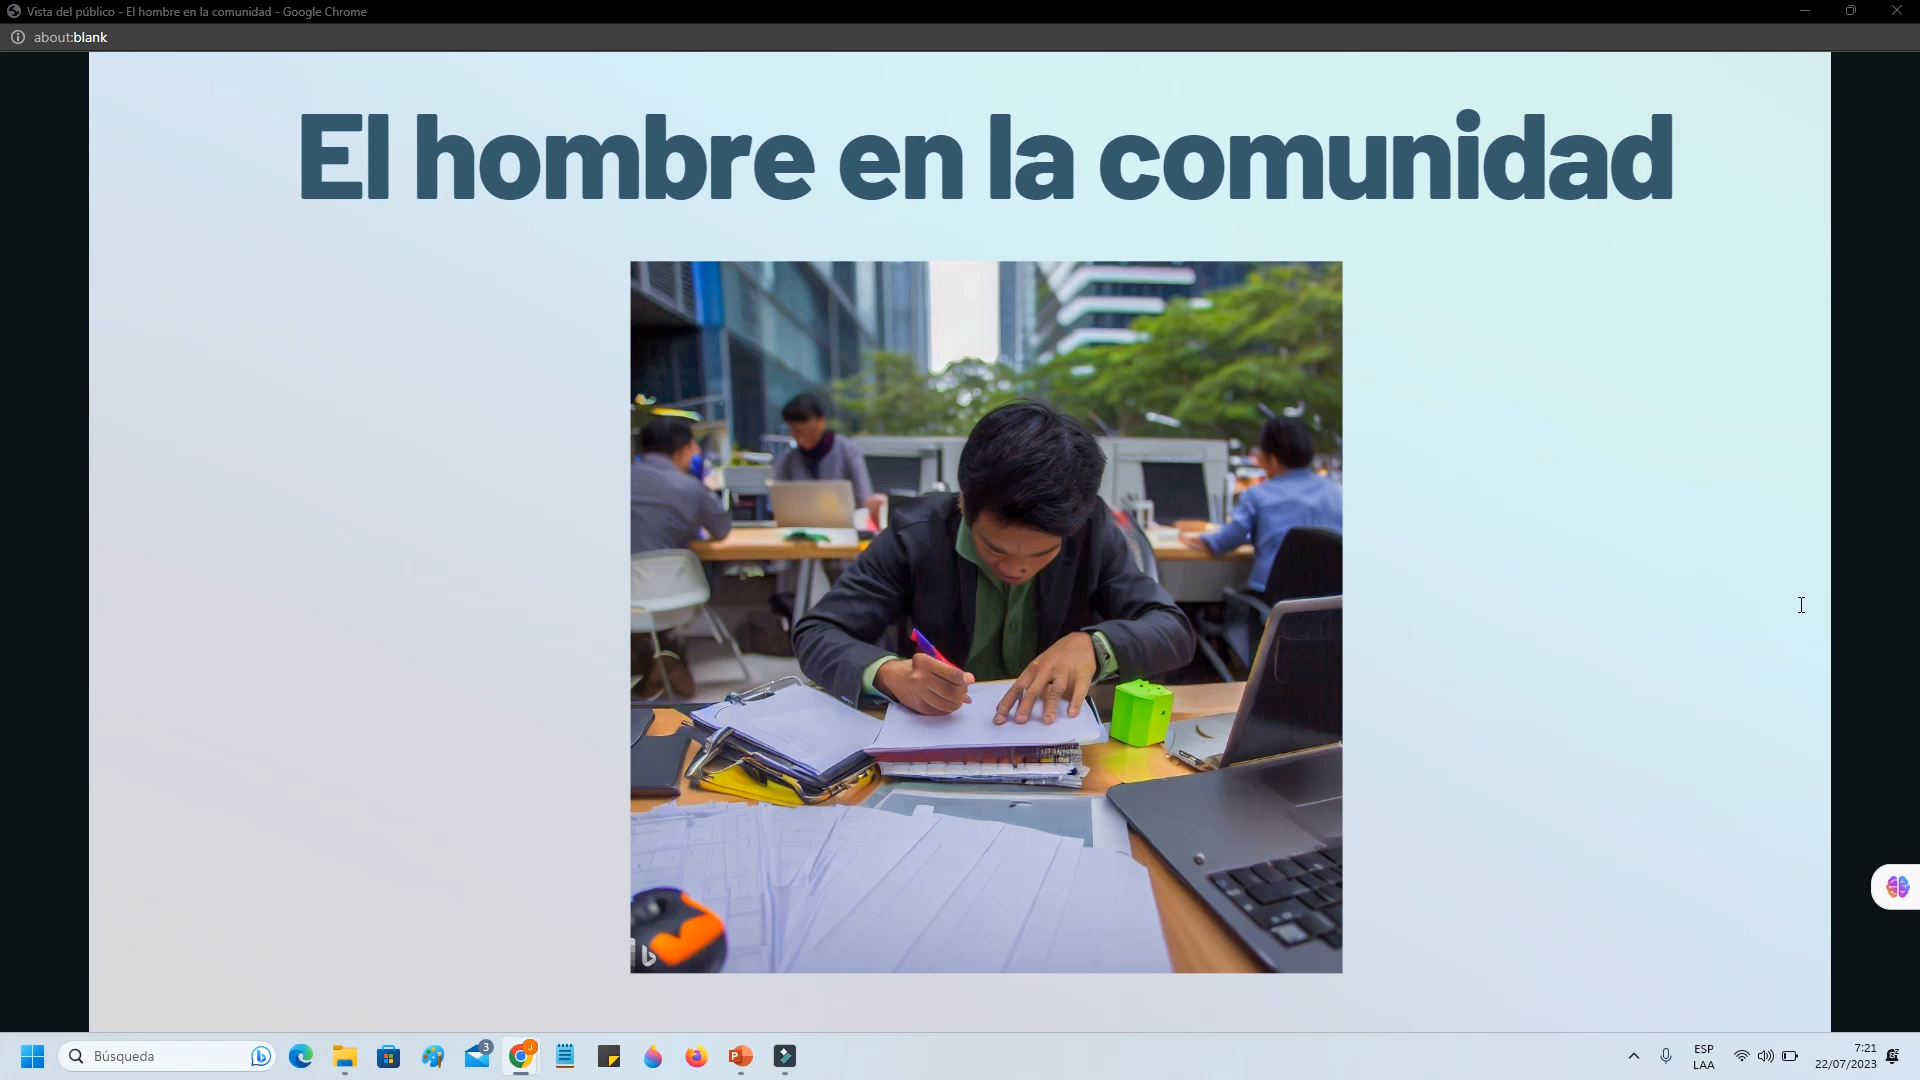 Vista del público - El hombre en la comunidad - Google Chrome
about:blank
El hombre en la comunidad
Búsqueda
3
J
P
ESP
LAA
7:21
22/07/2023